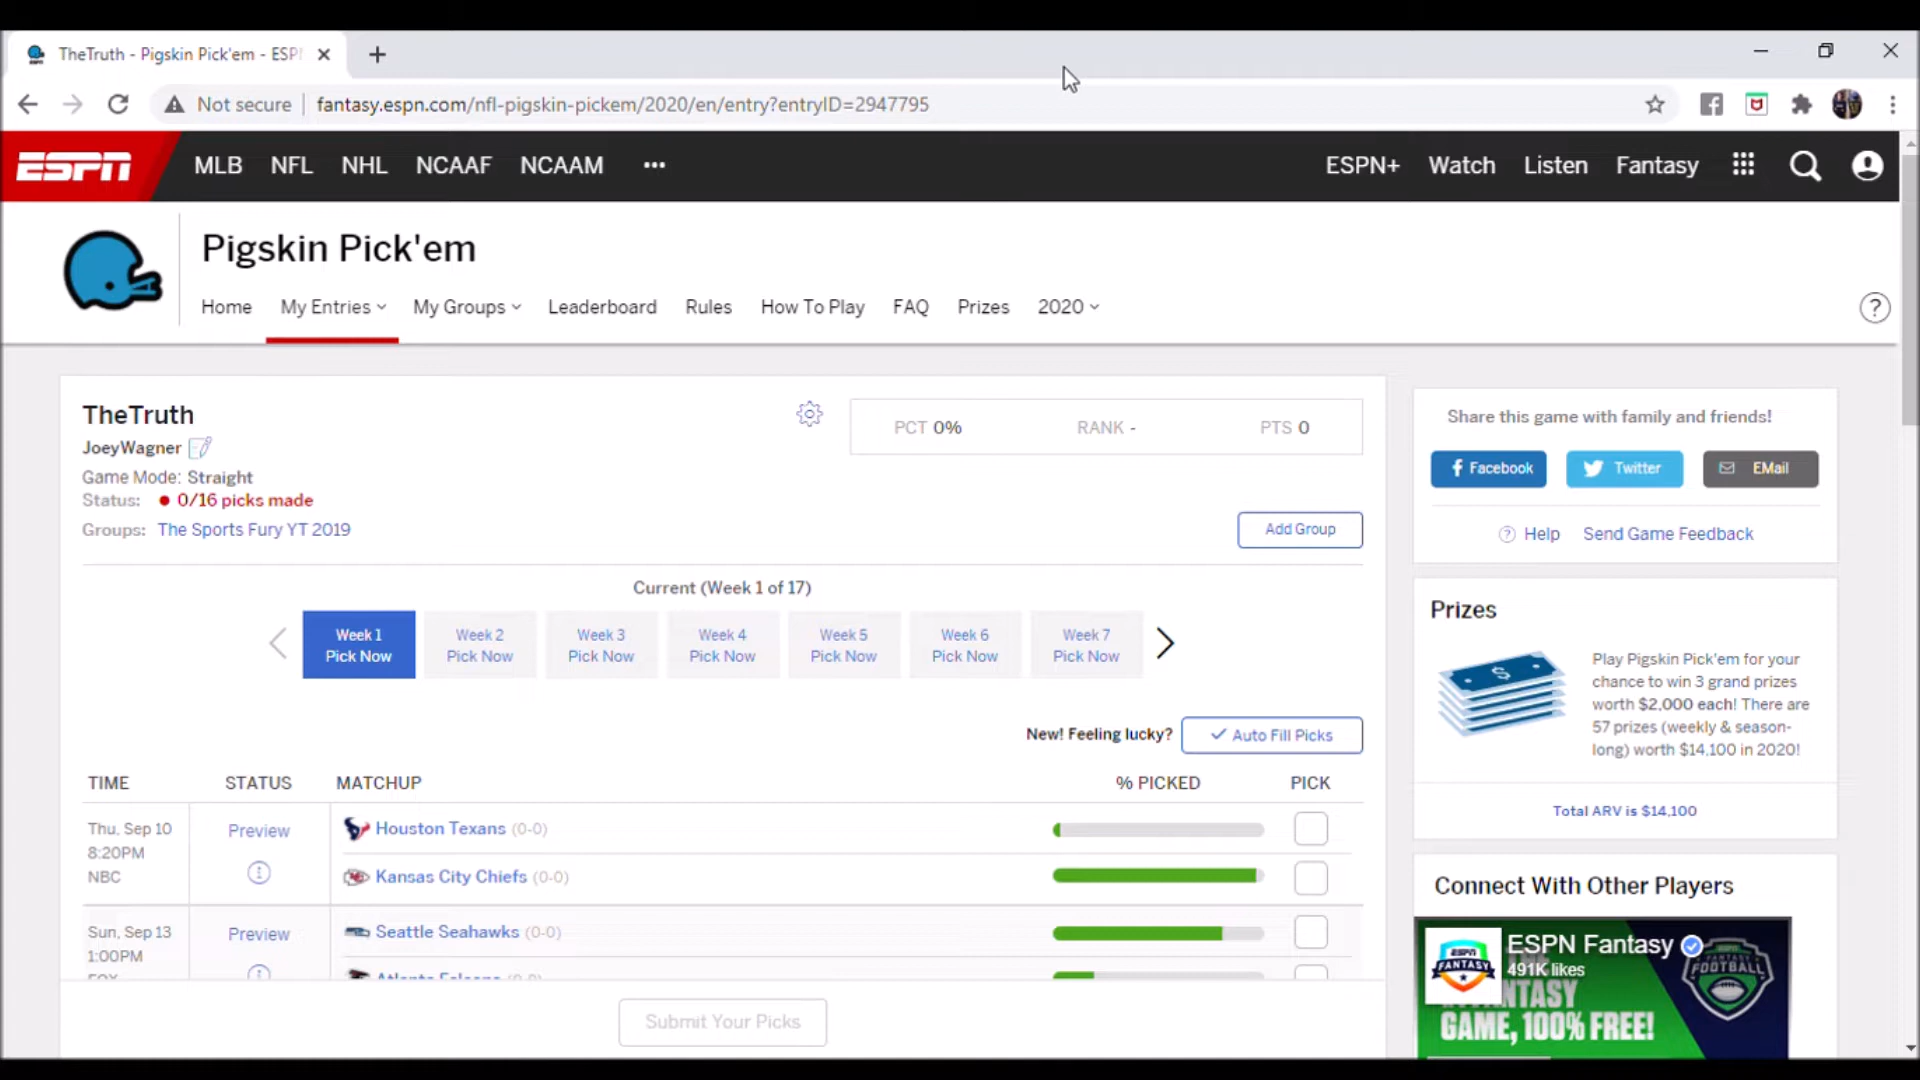 TheTruth - Pigskin Pick'em - ESP
Not secure
fantasy.espn.com/nfl-pigskin-pickem/2020/en/entry?entryID=2947795
ESPN MLB NFL NHL NCAAF NCAAM ••• ESPN+ Watch Listen Fantasy
Pigskin Pick'em
Home My Entries My Groups Leaderboard Rules How To Play FAQ Prizes 2020 ?
TheTruth
JoeyWagner
Game Mode: Straight
Status: 0/16 picks made
Groups: The Sports Fury YT 2019
PCT 0% RANK - PTS 0
Add Group
Current (Week 1 of 17)
Week 1 Week 2 Week 3 Week 4 Week 5 Week 6 Week 7
Pick Now Pick Now Pick Now Pick Now Pick Now Pick Now Pick Now
New! Feeling lucky? Auto Fill Picks
TIME STATUS MATCHUP % PICKED PICK
Thu, Sep 10
8:20PM
NBC
Preview
Houston Texans (0-0)
Kansas City Chiefs (0-0)
Sun, Sep 13
1:00PM
FOX
Preview
Seattle Seahawks (0-0)
Atlanta Falcons (0-0)
Submit Your Picks
Share this game with family and friends!
Facebook Twitter EMail
? Help Send Game Feedback
Prizes
Play Pigskin Pick'em for your
chance to win 3 grand prizes
worth $2,000 each! There are
57 prizes (weekly & season-
long) worth $14,100 in 2020!
Total ARV is $14,100
Connect With Other Players
ESPN FANTASY
ESPN Fantasy
491K likes
FANTASY FOOTBALL
GAME, 100% FREE!